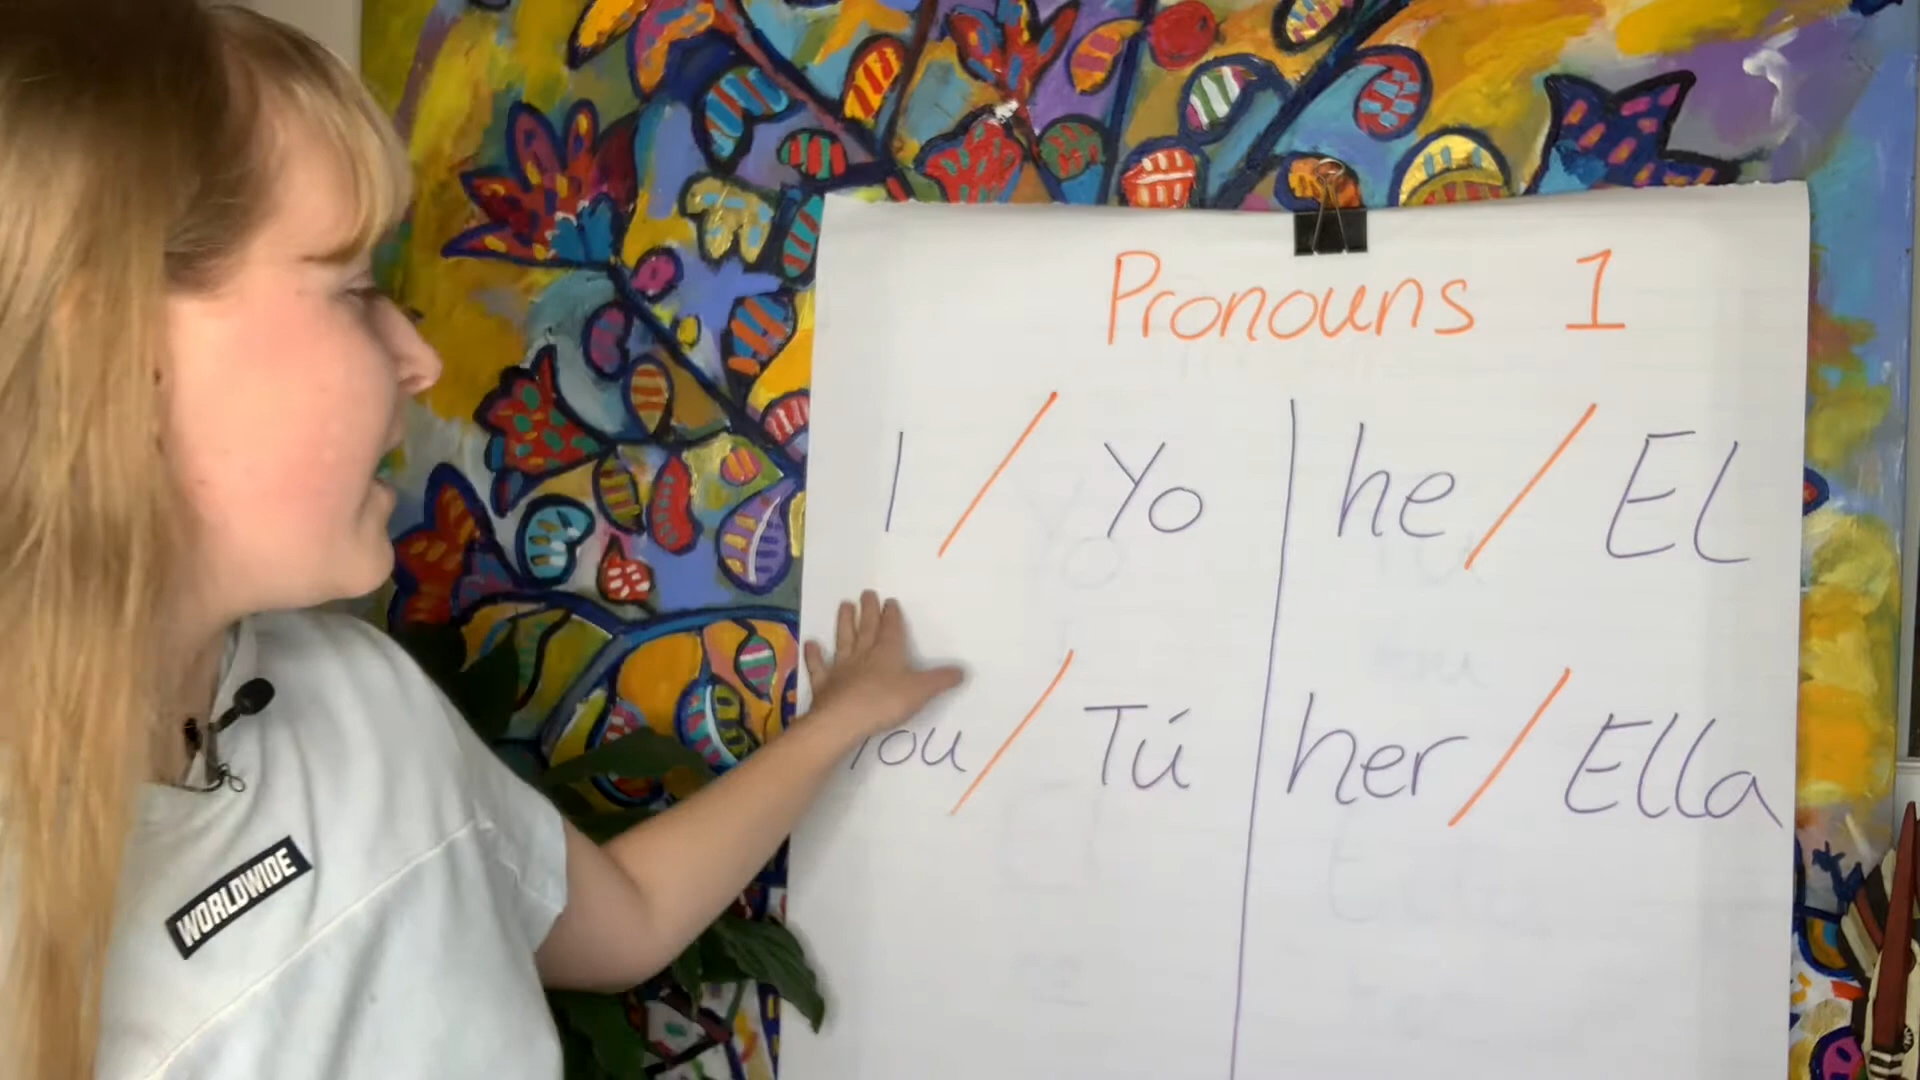 Pronouns 1
I / Yo | he / EL
You / Tú | her / Ella
WORLDWIDE